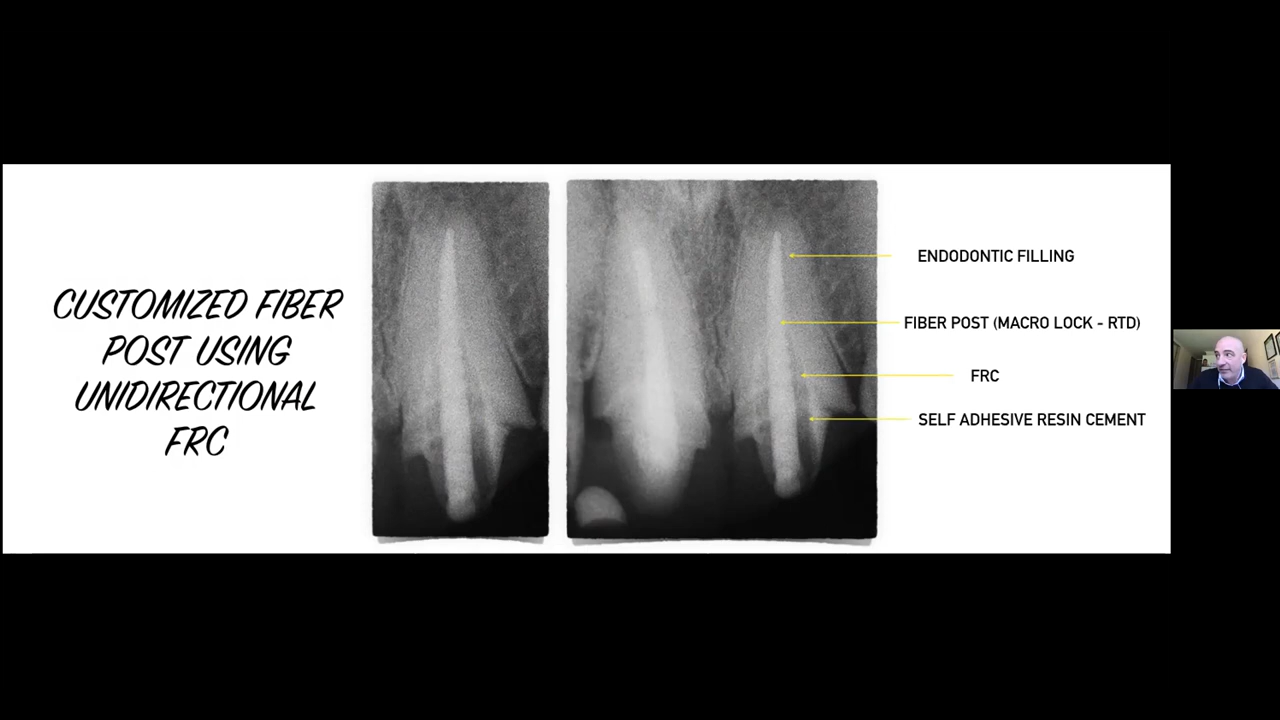 CUSTOMIZED FIBER
POST USING
UNIDIRECTIONAL
FRC
ENDODONTIC FILLING
FIBER POST (MACRO LOCK - RTD)
FRC
SELF ADHESIVE RESIN CEMENT